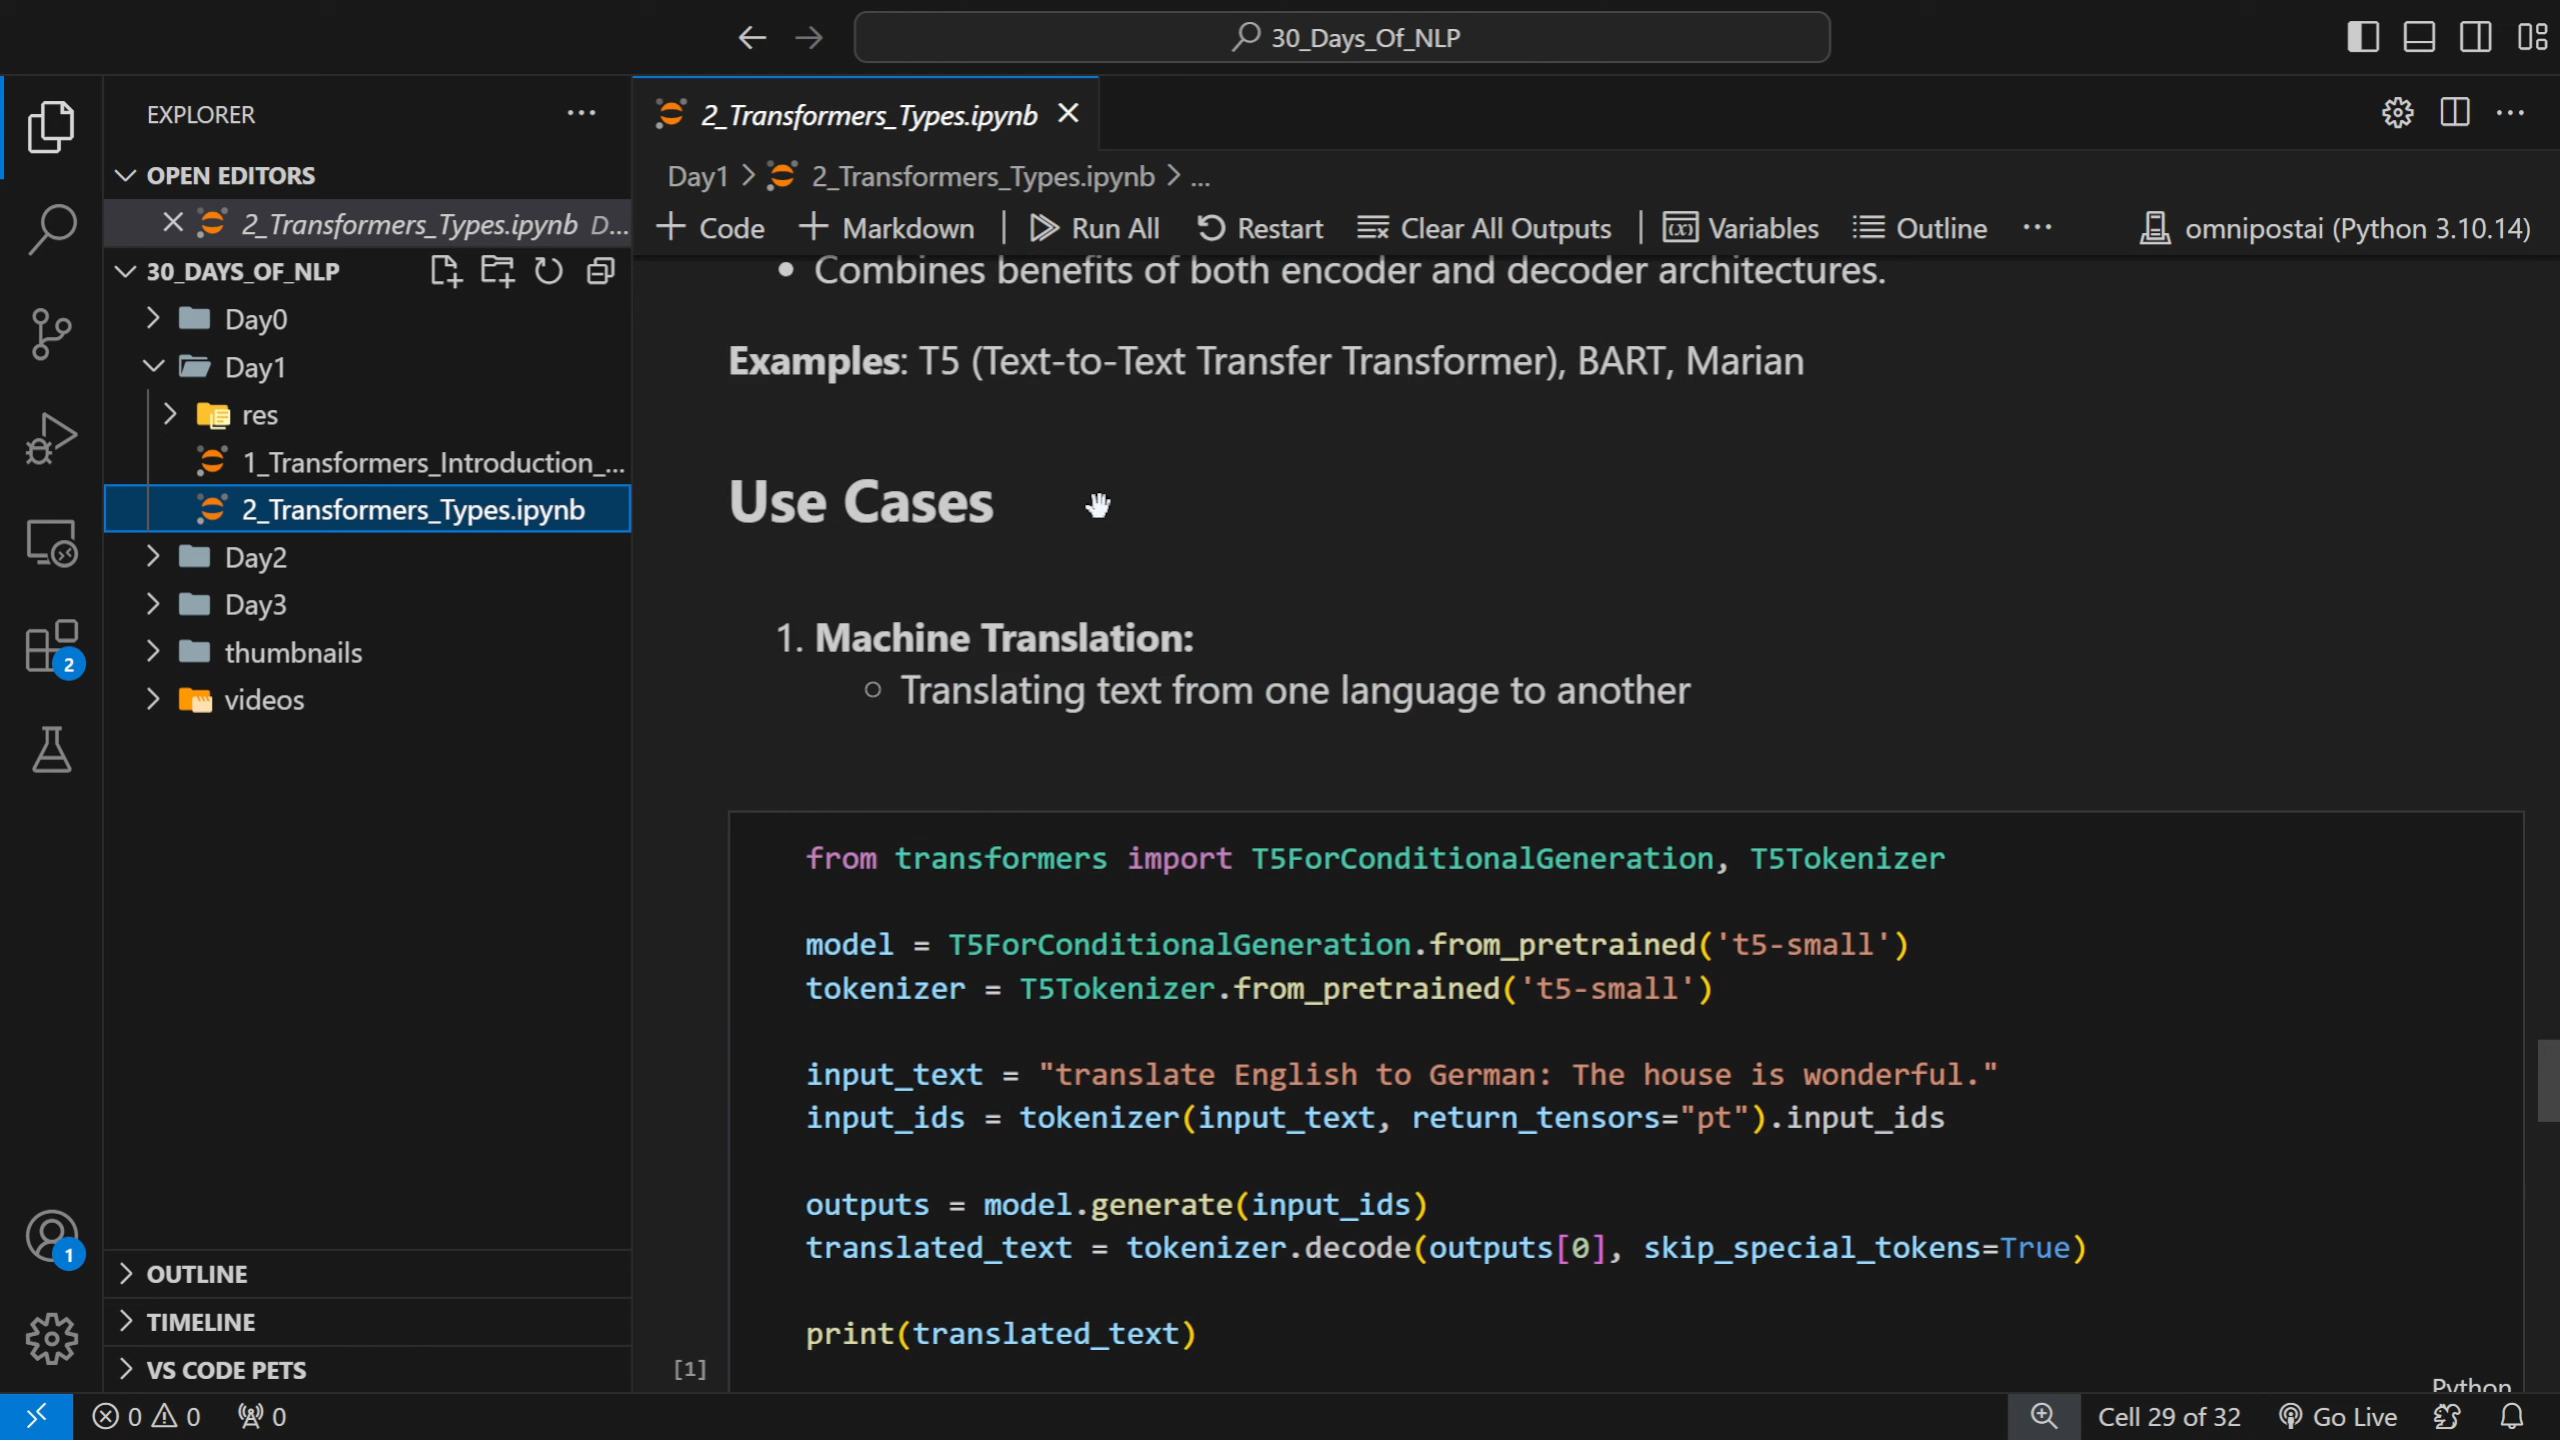 30_Days_Of_NLP
EXPLORER
OPEN EDITORS
2_Transformers_Types.ipynb D...
30_DAYS_OF_NLP
Day0
Day1
res
1_Transformers_Introduction_...
2_Transformers_Types.ipynb
Day2
Day3
thumbnails
videos
OUTLINE
TIMELINE
VS CODE PETS
2
1
2_Transformers_Types.ipynb
Day1 > 2_Transformers_Types.ipynb > ...
+ Code + Markdown | Run All Restart Clear All Outputs | Variables Outline ... omnipostai (Python 3.10.14)
• Combines benefits of both encoder and decoder architectures.
Examples: T5 (Text-to-Text Transfer Transformer), BART, Marian
Use Cases
1. Machine Translation:
○ Translating text from one language to another
from transformers import T5ForConditionalGeneration, T5Tokenizer
model = T5ForConditionalGeneration.from_pretrained('t5-small')
tokenizer = T5Tokenizer.from_pretrained('t5-small')
input_text = "translate English to German: The house is wonderful."
input_ids = tokenizer(input_text, return_tensors="pt").input_ids
outputs = model.generate(input_ids)
translated_text = tokenizer.decode(outputs[0], skip_special_tokens=True)
print(translated_text)
[1]
Python
0 0 0 Cell 29 of 32 Go Live